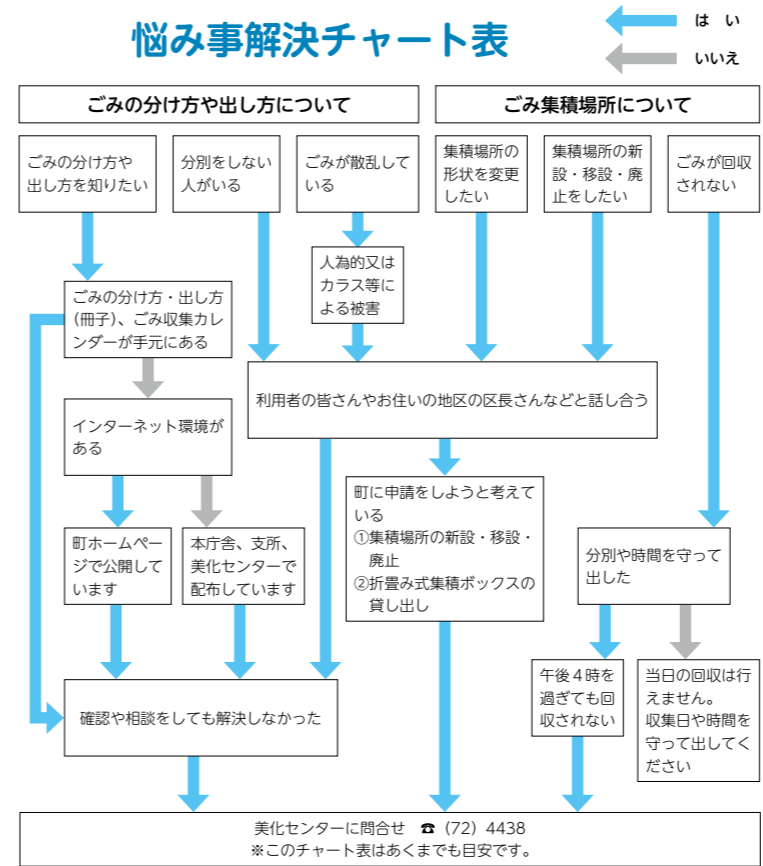 悩み事解決チャート表
は い
いいえ
ごみの分け方や出し方について
ごみ集積場所について
ごみの分け方や
出し方を知りたい
分別をしない
人がいる
ごみが散乱して
いる
集積場所の
形状を変更
したい
集積場所の新
設・移設・廃
止をしたい
ごみが回収
されない
人為的又は
カラス等に
よる被害
ごみの分け方・出し方
(冊子)、ごみ収集カレ
ンダーが手元にある
利用者の皆さんやお住いの地区の区長さんなどと話し合う
インターネット環境が
ある
町に申請をしようと考えて
いる
①集積場所の新設・移設・
廃止
②折畳み式集積ボックスの
貸し出し
町ホームペー
ジで公開して
います
本庁舎、支所、
美化センターで
配布しています
分別や時間を守って
出した
午後4時を
過ぎても回
収されない
当日の回収は行
えません。
収集日や時間を
守って出してく
ださい
確認や相談をしても解決しなかった
美化センターに問合せ ☎(72)4438
※このチャート表はあくまでも目安です。